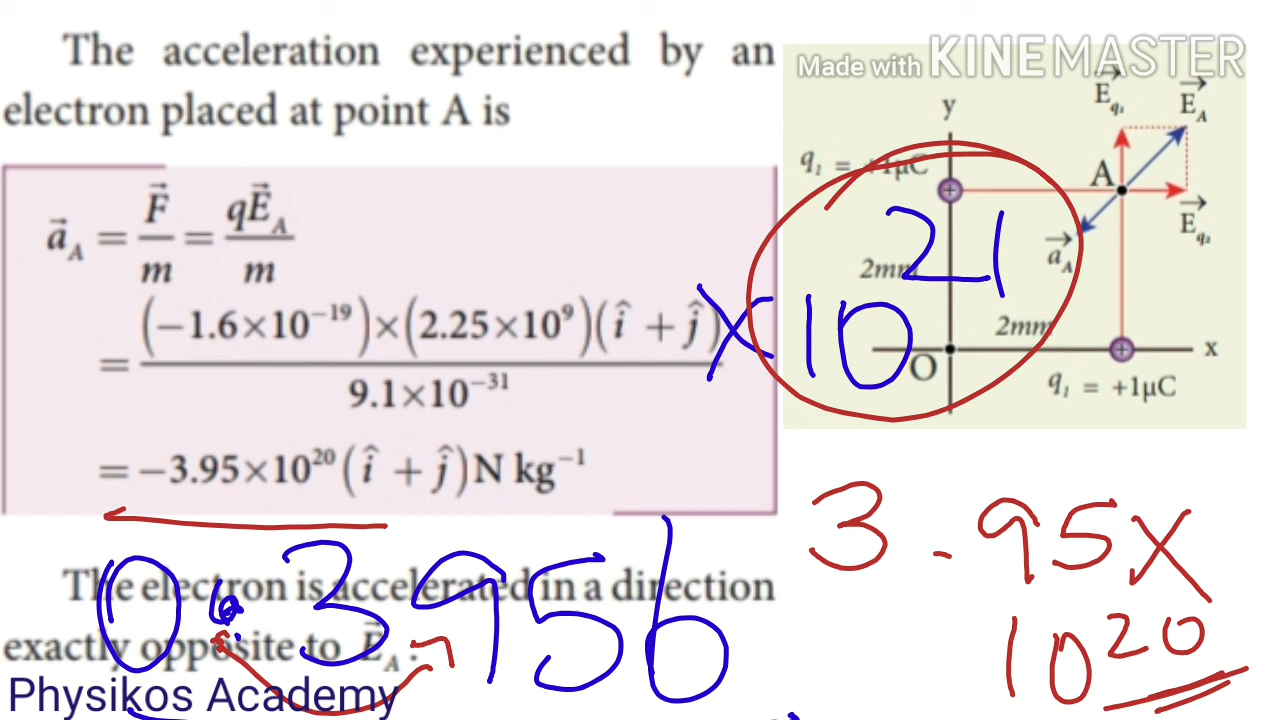 The acceleration experienced by an
electron placed at point A is
Made with KINEMASTER
a⃗_A = F⃗/m = qE⃗_A/m
= (−1.6×10⁻¹⁹)×(2.25×10⁹)(î + ĵ) / 9.1×10⁻³¹
= −3.95×10²⁰ (î + ĵ) N kg⁻¹
The electron is accelerated in a direction
exactly opposite to E⃗_A.
y
E⃗_q₁
E⃗_A
q₁ = +1μC
A
E⃗_q₂
a⃗_A
2mm
2mm
O
x
q₁ = +1μC
×10²¹
0.3956
3.95×
10²⁰
Physikos Academy